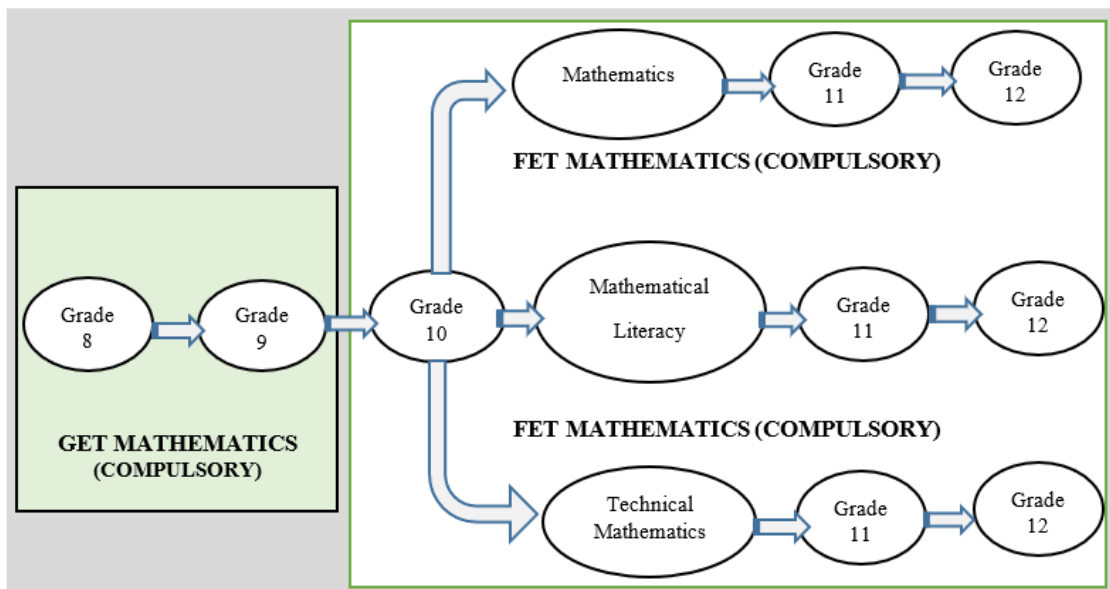 Mathematics
Grade
11
Grade
12
FET MATHEMATICS (COMPULSORY)
Grade
8
Grade
9
GET MATHEMATICS
(COMPULSORY)
Grade
10
Mathematical
Literacy
Grade
11
Grade
12
FET MATHEMATICS (COMPULSORY)
Technical
Mathematics
Grade
11
Grade
12